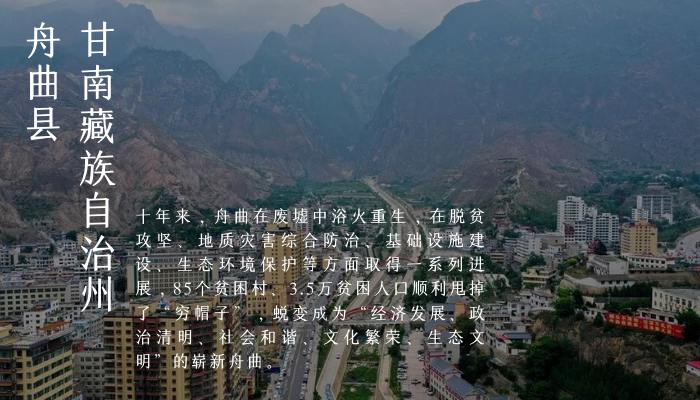 甘南藏族自治州
舟曲县
十年来，舟曲在废墟中浴火重生，在脱贫
攻坚、地质灾害综合防治、基础设施建
设、生态环境保护等方面取得一系列进
展，85个贫困村、3.5万贫困人口顺利甩掉
了“穷帽子”，蜕变成为“经济发展、政
治清明、社会和谐、文化繁荣、生态文
明”的崭新舟曲。